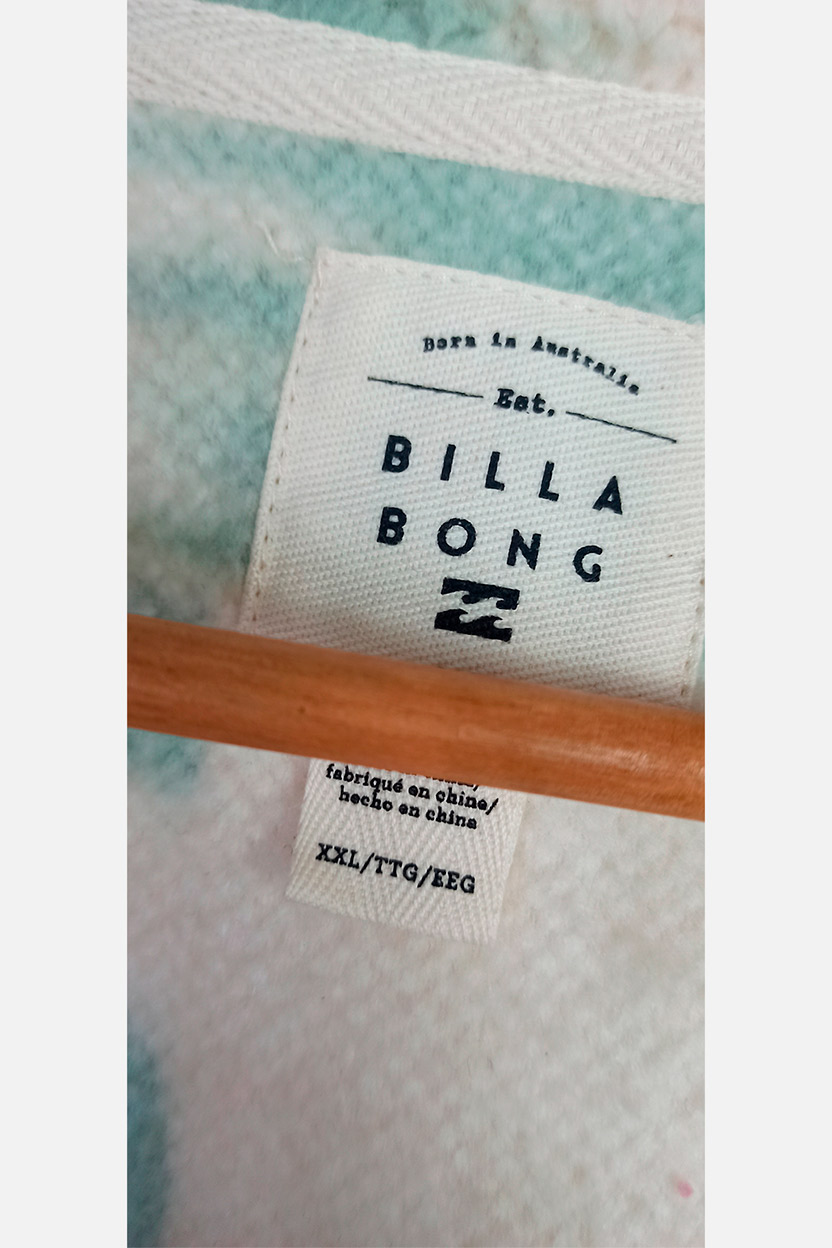 Born in Australia
Est.
BILLA
BONG
fabriqué en chine/
hecho en china
XXL/TTG/EEG